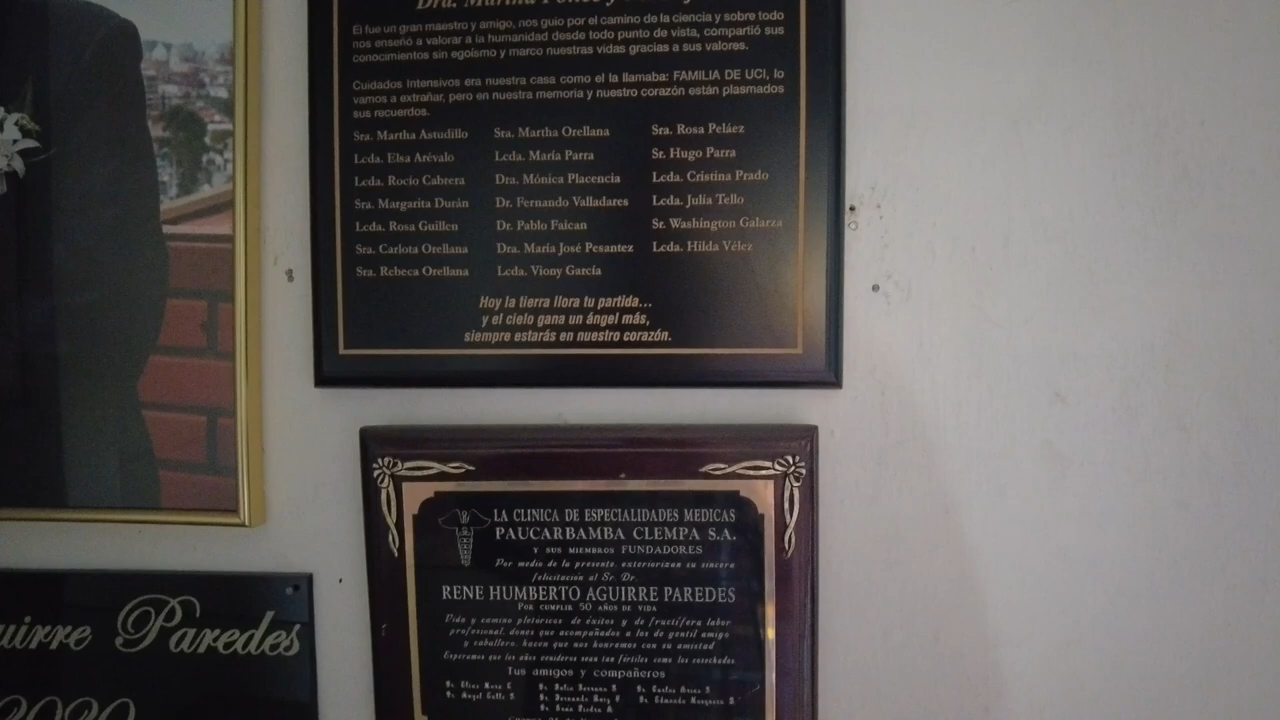 Dra. Martha Ponce y
El fue un gran maestro y amigo, nos guio por el camino de la ciencia y sobre todo
nos enseñó a valorar a la humanidad desde todo punto de vista, compartió sus
conocimientos sin egoísmo y marco nuestras vidas gracias a sus valores.
Cuidados Intensivos era nuestra casa como el la llamaba: FAMILIA DE UCI, lo
vamos a extrañar, pero en nuestra memoria y nuestro corazón están plasmados
sus recuerdos.
Sra. Martha Astudillo
Lcda. Elsa Arévalo
Lcda. Rocío Cabrera
Sra. Margarita Durán
Lcda. Rosa Guillen
Sra. Carlota Orellana
Sra. Rebeca Orellana
Sra. Martha Orellana
Lcda. María Parra
Dra. Mónica Placencia
Dr. Fernando Valladares
Dr. Pablo Faican
Dra. María José Pesantez
Lcda. Viony García
Sra. Rosa Peláez
Sr. Hugo Parra
Lcda. Cristina Prado
Lcda. Julia Tello
Sr. Washington Galarza
Lcda. Hilda Vélez
Hoy la tierra llora tu partida...
y el cielo gana un ángel más,
siempre estarás en nuestro corazón.
LA CLINICA DE ESPECIALIDADES MEDICAS
PAUCARBAMBA CLEMPA S.A.
Y SUS MIEMBROS FUNDADORES
Por medio de la presente, exteriorizan su sincera
felicitación al Sr. Dr.
RENE HUMBERTO AGUIRRE PAREDES
POR CUMPLIR 50 AÑOS DE VIDA
Vida y camino pletóricos de éxitos y de fructífera labor
profesional, dones que acompañados a los de gentil amigo
y caballero, hacen que nos honremos con su amistad
Esperamos que los años venideros sean tan fértiles como los cosechados.
Tus amigos y compañeros
uirre Paredes
2020